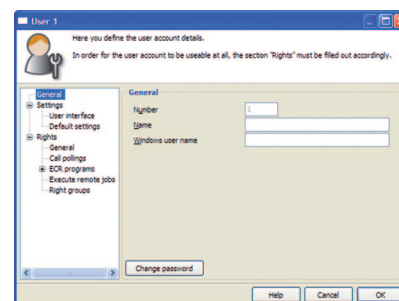 User 1
Here you define the user account details.
In order for the user account to be useable at all, the section "Rights" must be filled out accordingly.
General
Settings
User interface
Default settings
Rights
General
Call pollings
ECR programs
Execute remote jobs
Right groups
General
Number
1
Name
Windows user name
Change password
Help
Cancel
OK